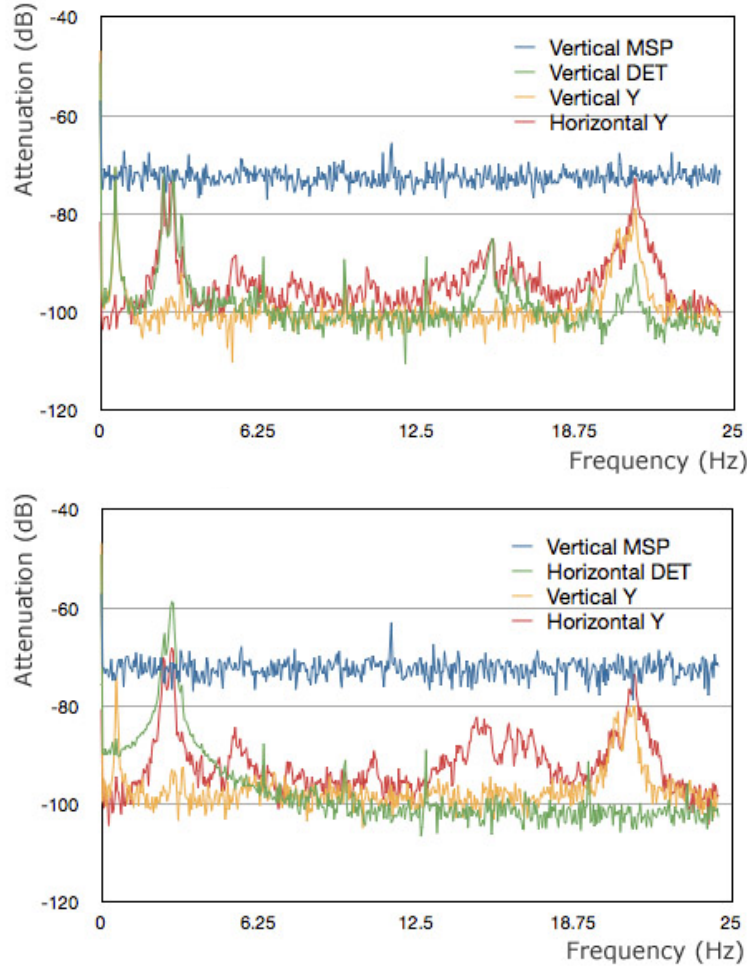 Attenuation (dB)
-40
-60
-80
-100
-120
Vertical MSP
Vertical DET
Vertical Y
Horizontal Y
0
6.25
12.5
18.75
25
Frequency (Hz)
Attenuation (dB)
-40
-60
-80
-100
-120
Vertical MSP
Horizontal DET
Vertical Y
Horizontal Y
0
6.25
12.5
18.75
25
Frequency (Hz)